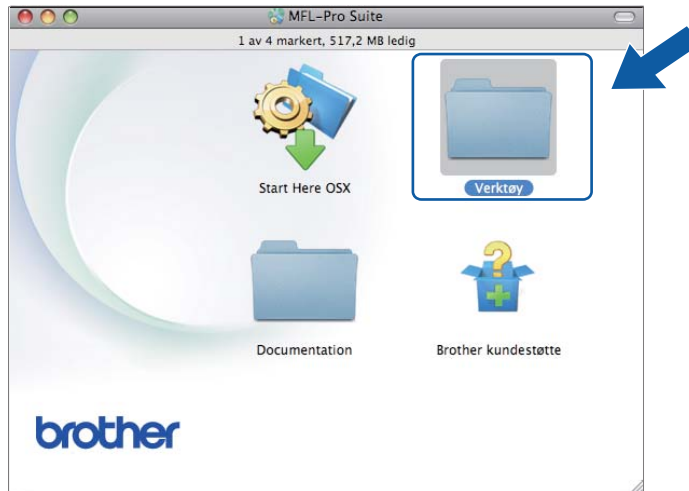 MFL-Pro Suite
1 av 4 markert, 517,2 MB ledig
Start Here OSX
Verktøy
Documentation
Brother kundestøtte
brother